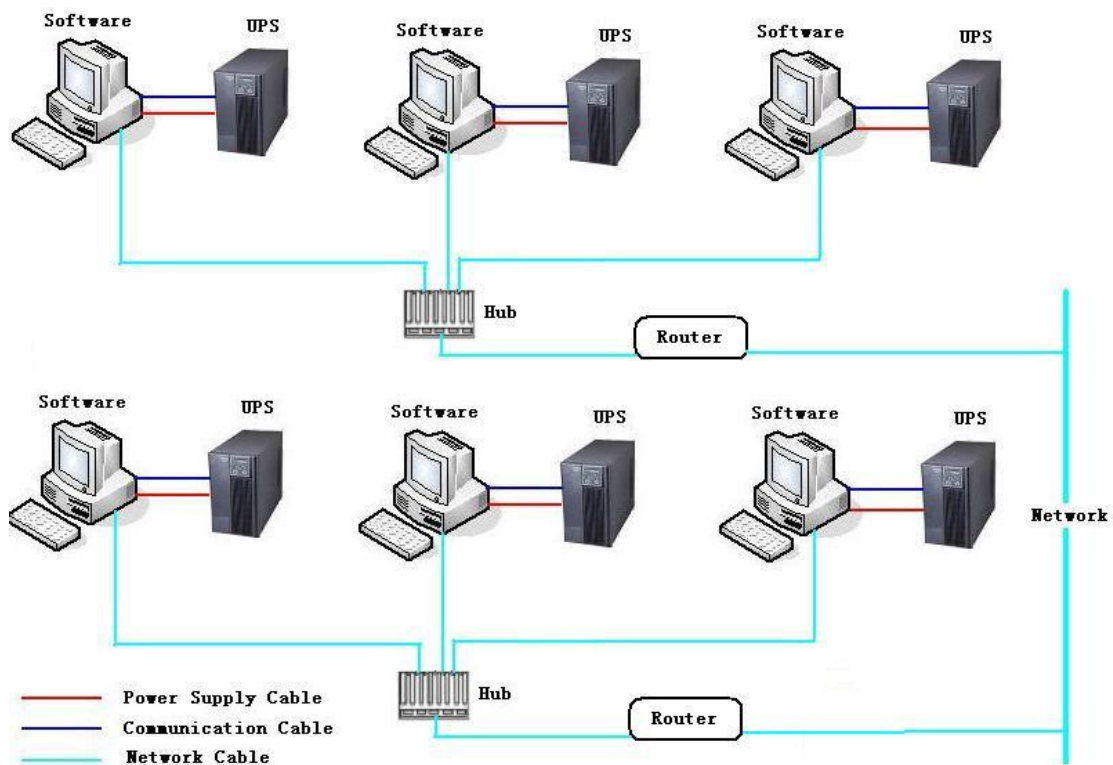 Software
UPS
Software
UPS
Software
UPS
Hub
Router
Software
UPS
Software
UPS
Software
UPS
Network
Hub
Router
Power Supply Cable
Communication Cable
Network Cable